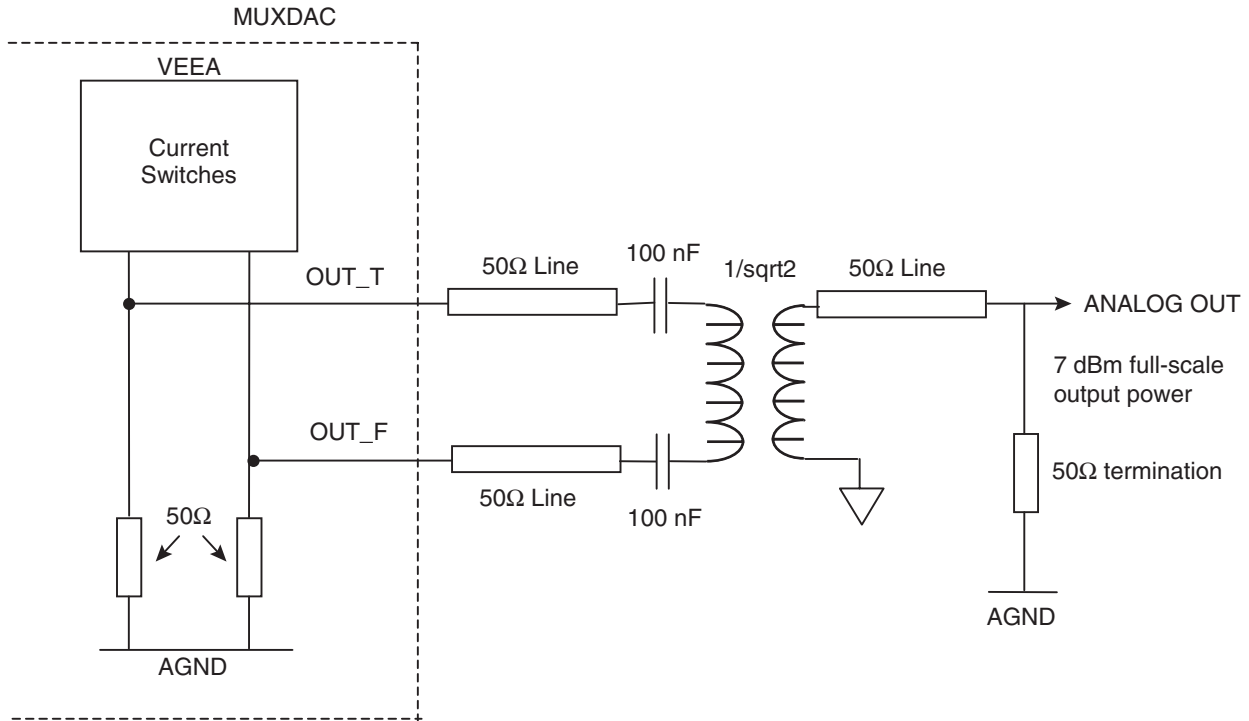 MUXDAC
VEEA
Current
Switches
OUT_T
50Ω Line
100 nF
1/sqrt2
50Ω Line
ANALOG OUT
7 dBm full-scale
output power
OUT_F
50Ω Line
100 nF
50Ω termination
50Ω
AGND
AGND